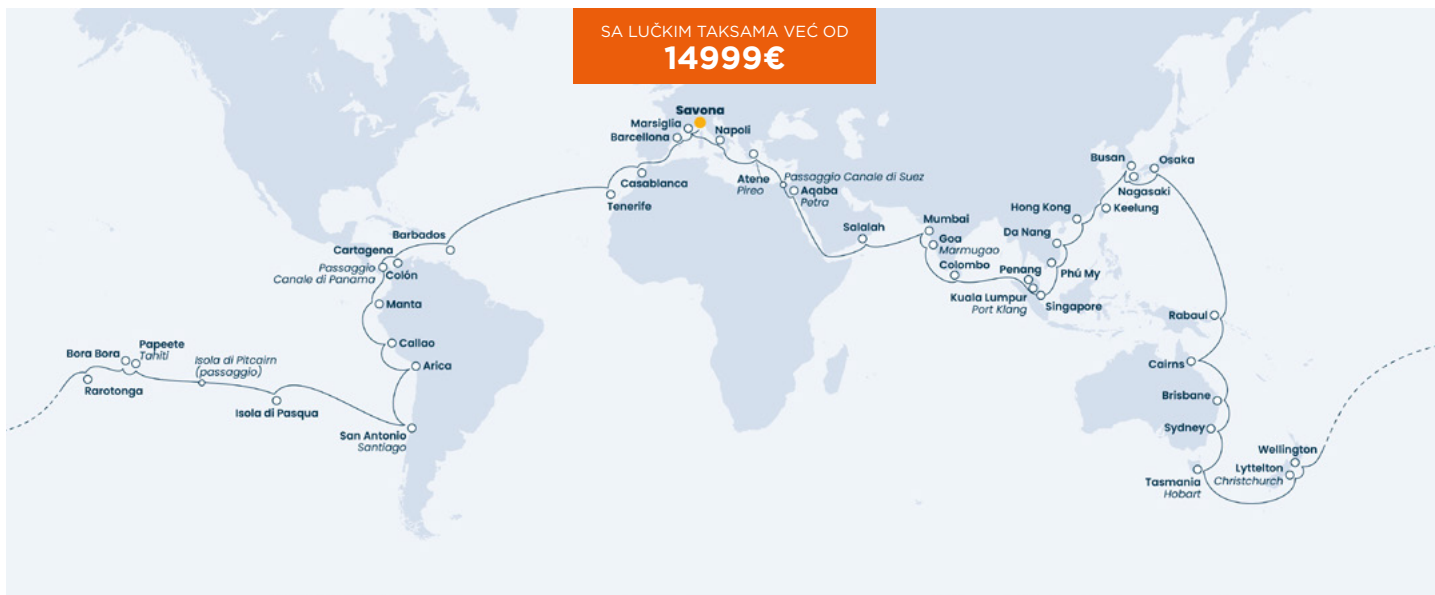 SA LUČKIM TAKSAMA VEĆ OD
14999€
Savona
Marsiglia
Napoli
Barcellona
Casablanca
Tenerife
Atene
Pireo
Passaggio Canale di Suez
Aqaba
Petra
Salalah
Mumbai
Goa
Marmugao
Colombo
Penang
Kuala Lumpur
Port Klang
Singapore
Phú My
Da Nang
Hong Kong
Keelung
Busan
Nagasaki
Osaka
Rabaul
Cairns
Brisbane
Sydney
Tasmania
Hobart
Lyttelton
Christchurch
Wellington
Barbados
Cartagena
Colón
Passaggio
Canale di Panama
Manta
Callao
Arica
San Antonio
Santiago
Isola di Pasqua
Isola di Pitcairn
(passaggio)
Papeete
Tahiti
Bora Bora
Rarotonga